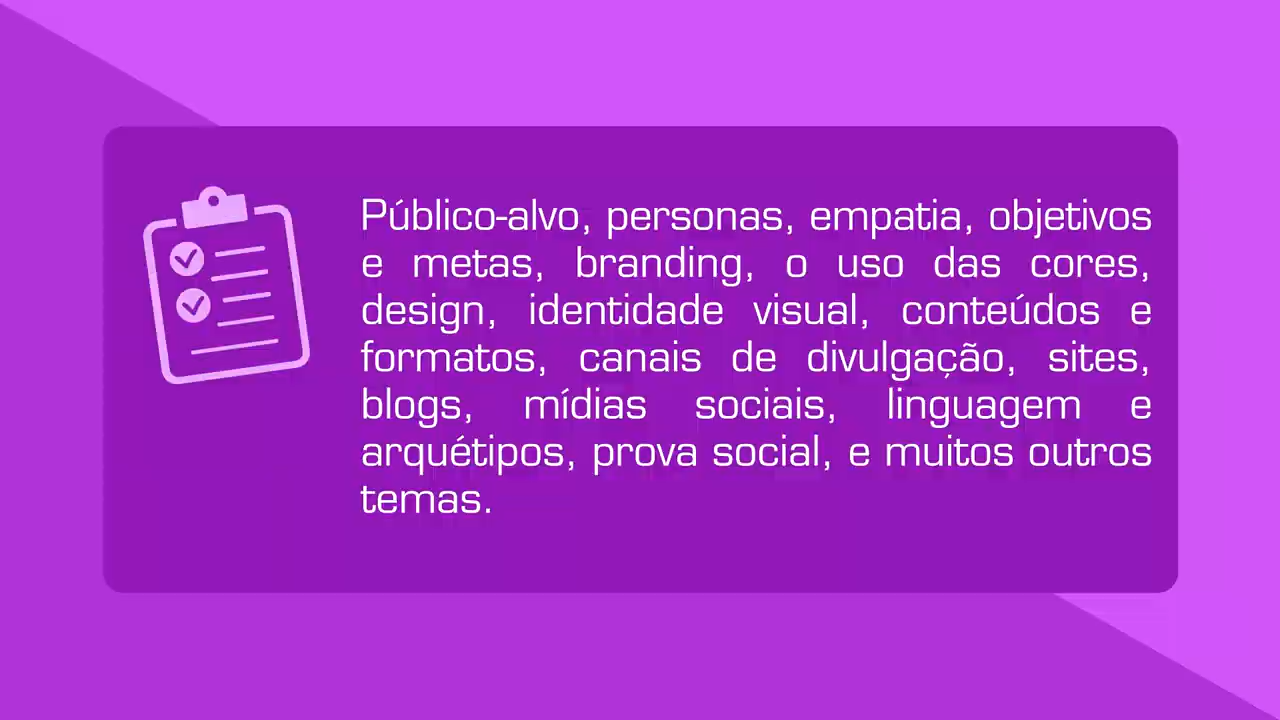 Público-alvo, personas, empatia, objetivos
e metas, branding, o uso das cores,
design, identidade visual, conteúdos e
formatos, canais de divulgação, sites,
blogs, mídias sociais, linguagem e
arquétipos, prova social, e muitos outros
temas.